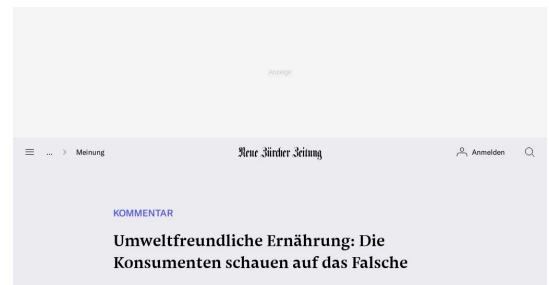 Anzeige
... > Meinung
Neue Zürcher Zeitung
Anmelden
KOMMENTAR
Umweltfreundliche Ernährung: Die
Konsumenten schauen auf das Falsche